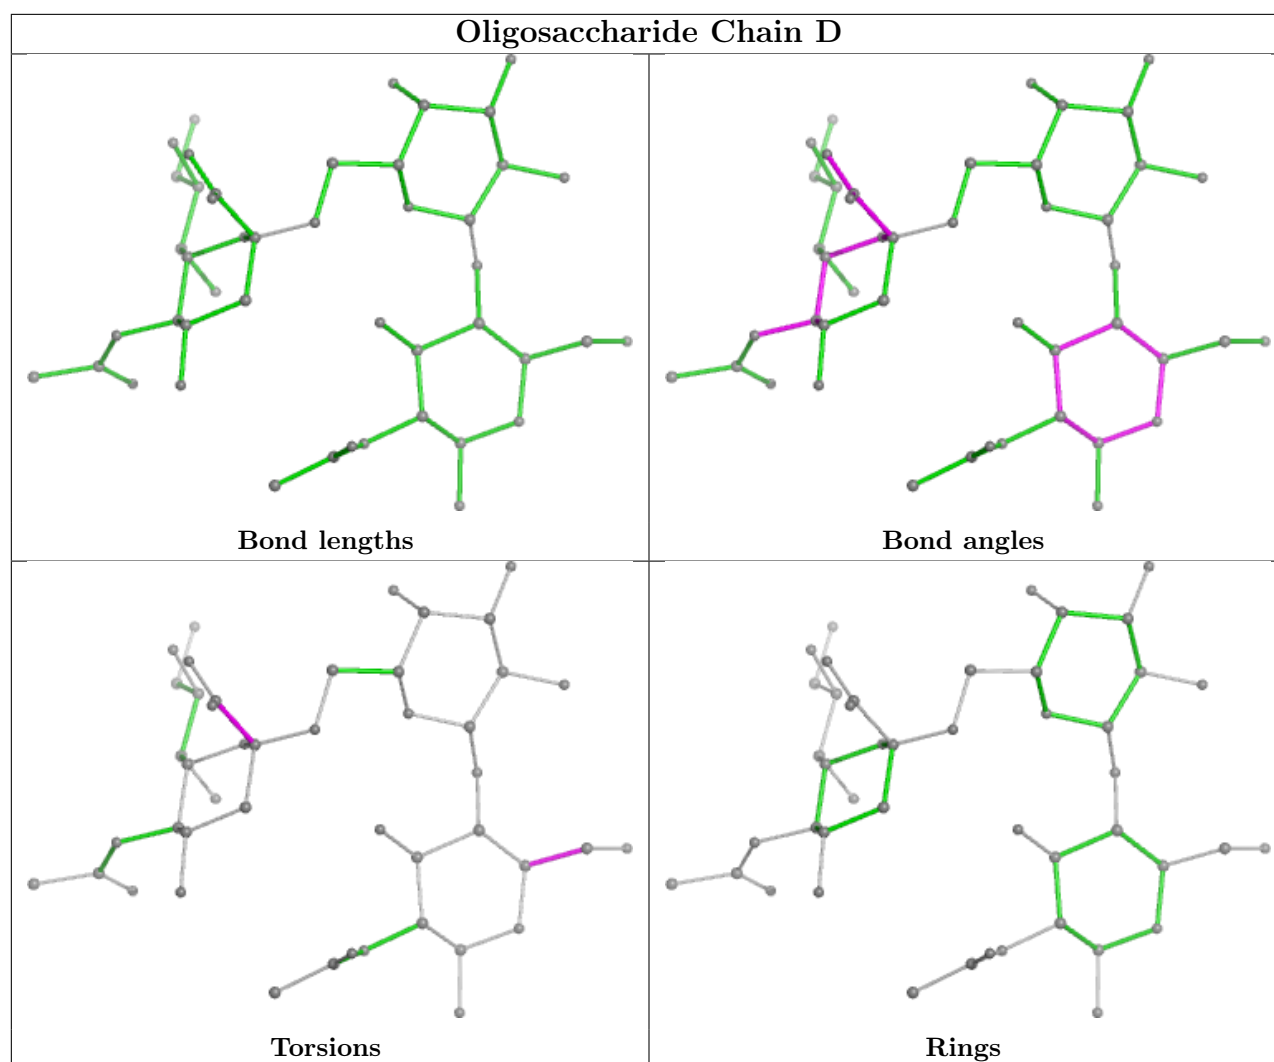 Oligosaccharide Chain D
Bond lengths
Bond angles
Torsions
Rings